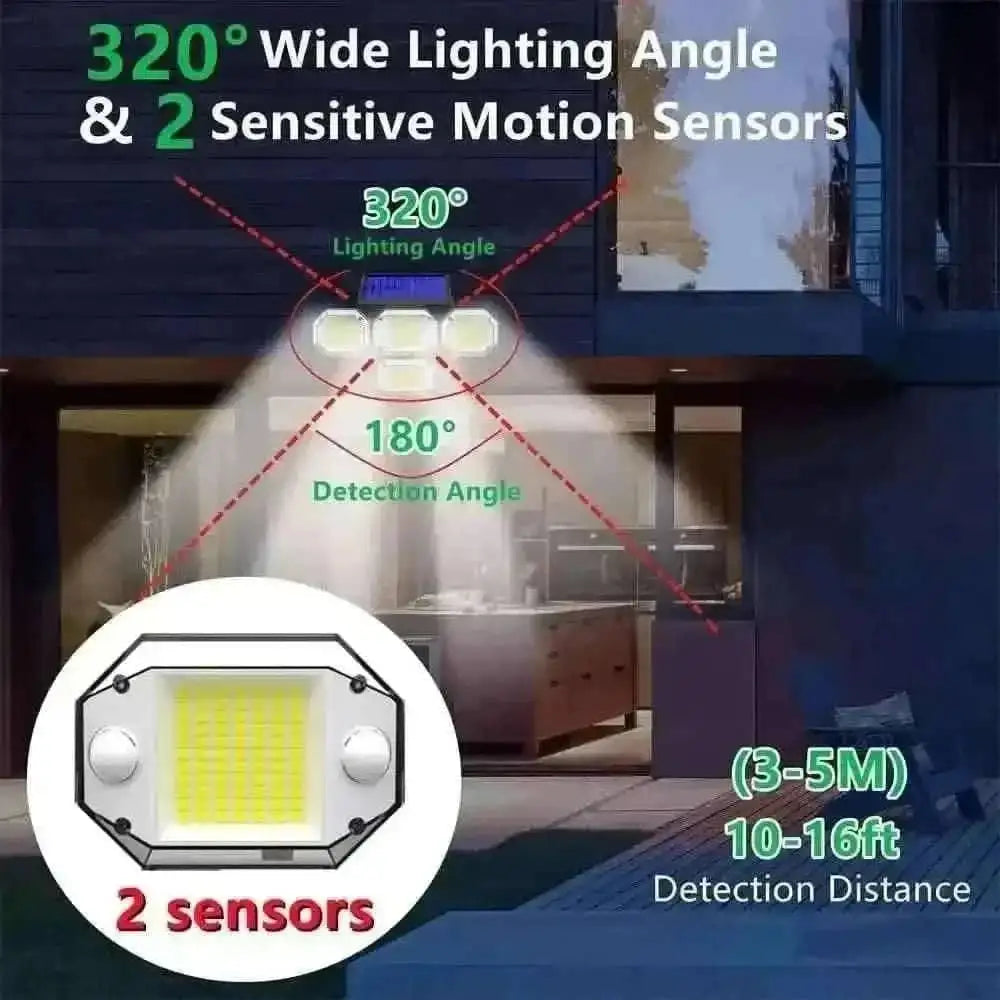 320° Wide Lighting Angle
& 2 Sensitive Motion Sensors
320°
Lighting Angle
180°
Detection Angle
2 sensors
(3-5M)
10-16ft
Detection Distance